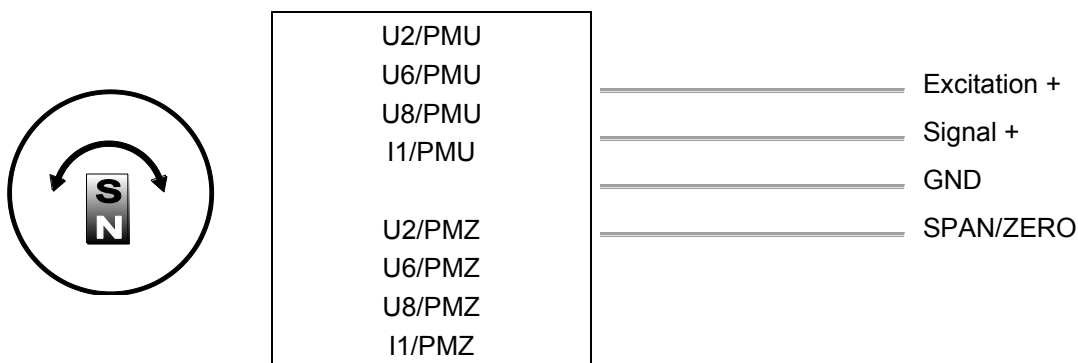 S
N
U2/PMU
U6/PMU
U8/PMU
I1/PMU
U2/PMZ
U6/PMZ
U8/PMZ
I1/PMZ
Excitation +
Signal +
GND
SPAN/ZERO